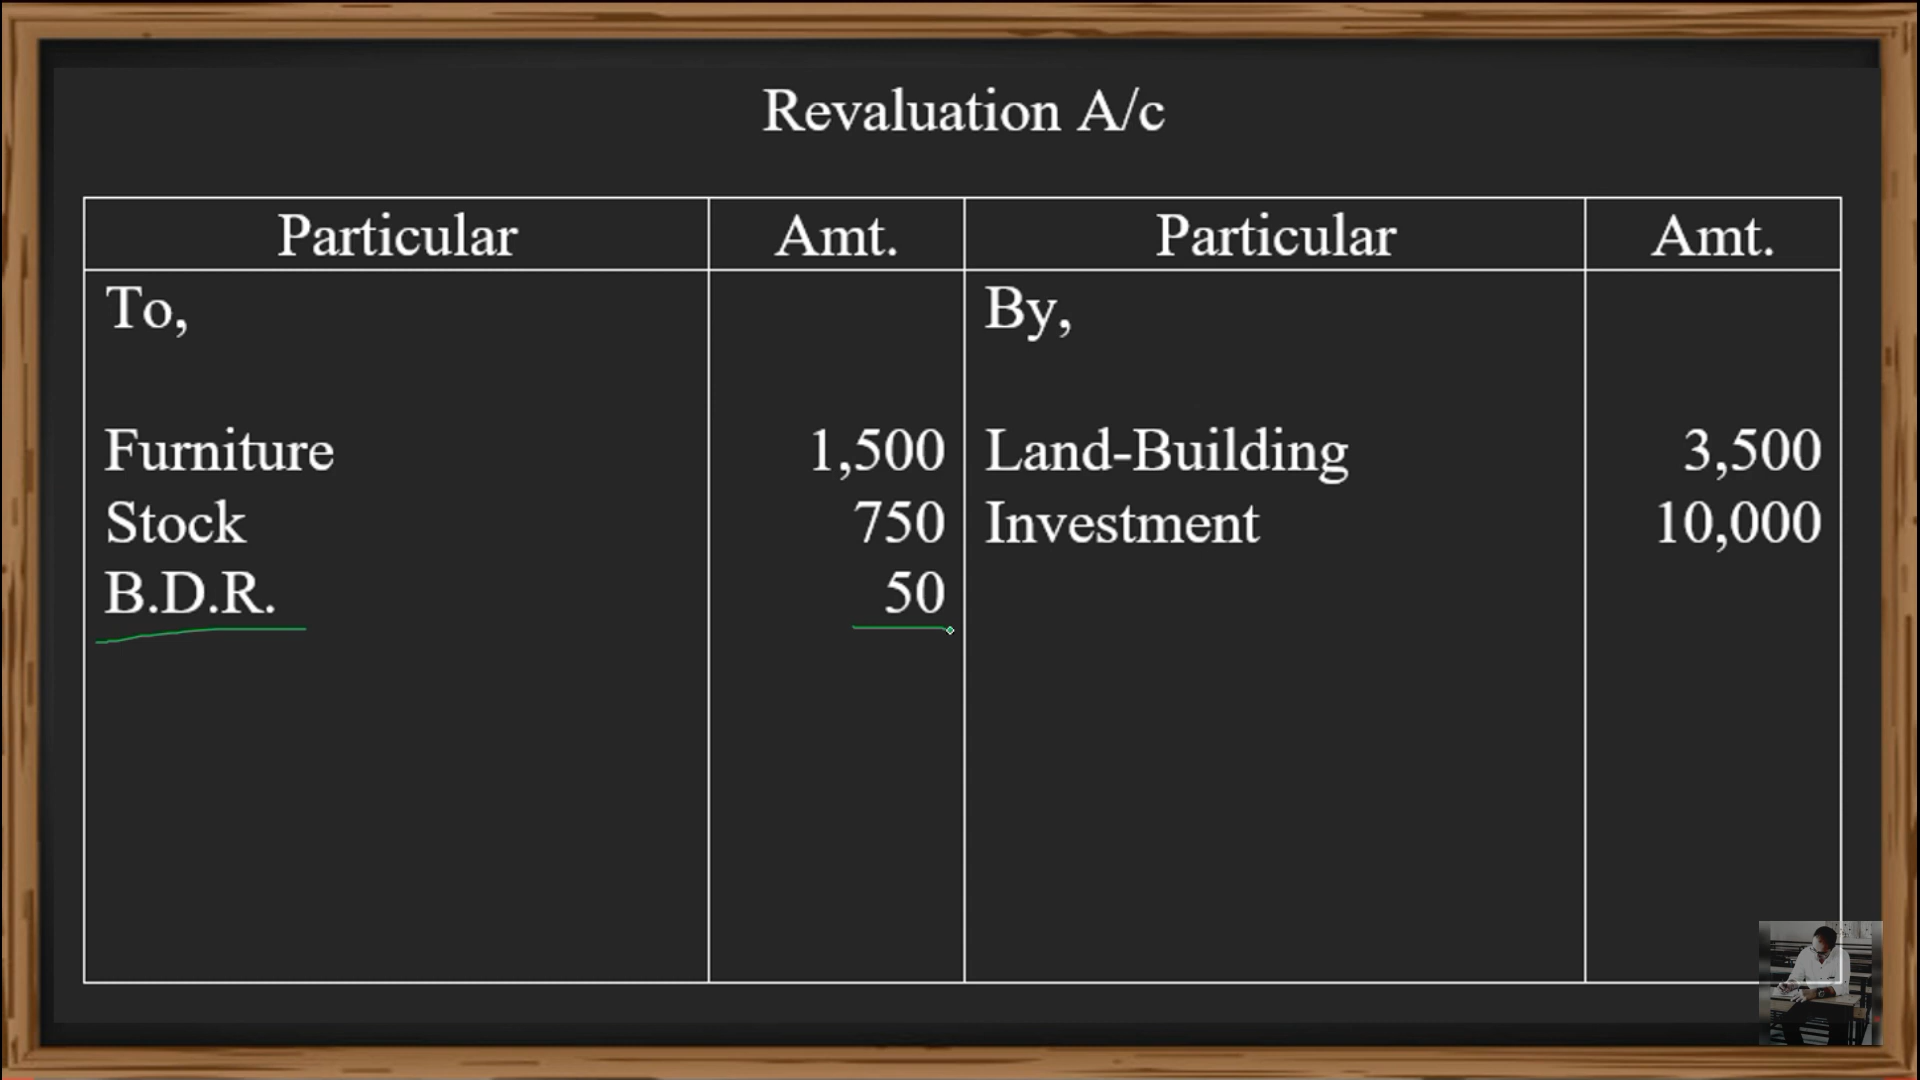 Revaluation A/c
Particular Amt. Particular Amt.
To, By,
Furniture 1,500 Land-Building 3,500
Stock 750 Investment 10,000
B.D.R. 50